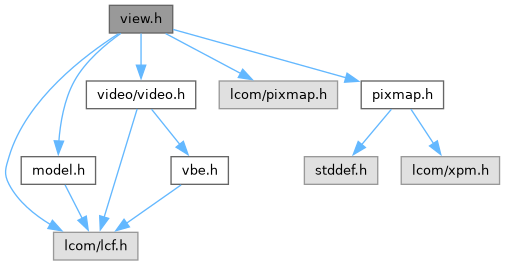 view.h
video/video.h
lcom/pixmap.h
pixmap.h
model.h
vbe.h
stddef.h
lcom/xpm.h
lcom/lcf.h